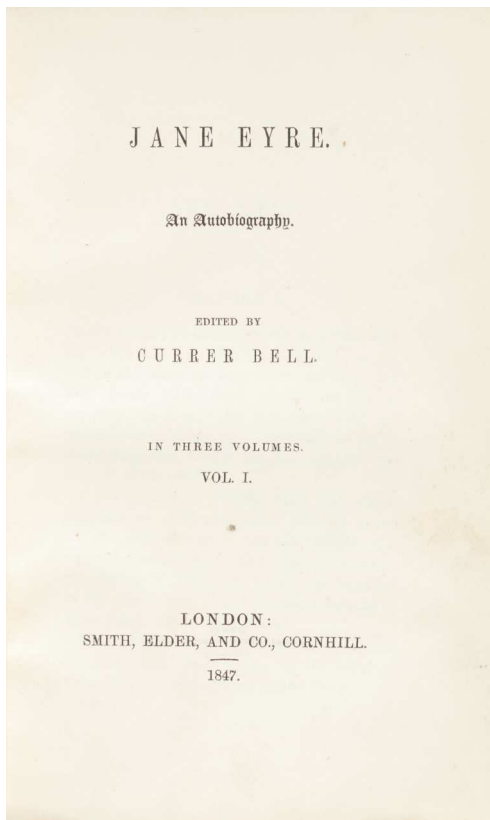 JANE EYRE.
An Autobiography.
EDITED BY
CURRER BELL.
IN THREE VOLUMES.
VOL. I.
LONDON:
SMITH, ELDER, AND CO., CORNHILL.
1847.